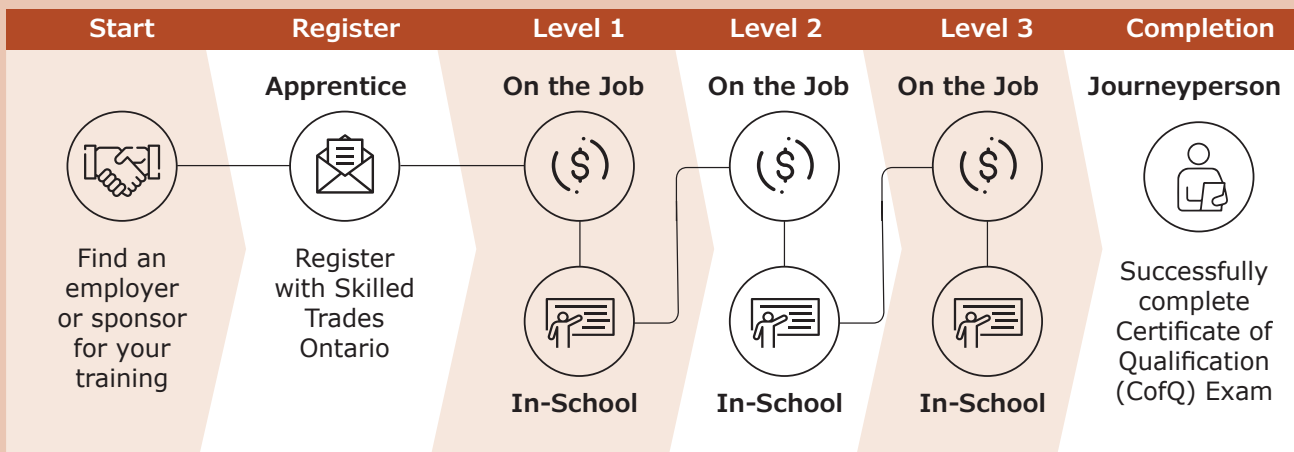 Start
Register
Level 1
Level 2
Level 3
Completion
Apprentice
On the Job
On the Job
On the Job
Journeyperson
Find an
employer
or sponsor
for your
training
Register
with Skilled
Trades
Ontario
In-School
In-School
In-School
Successfully
complete
Certificate of
Qualification
(CofQ) Exam